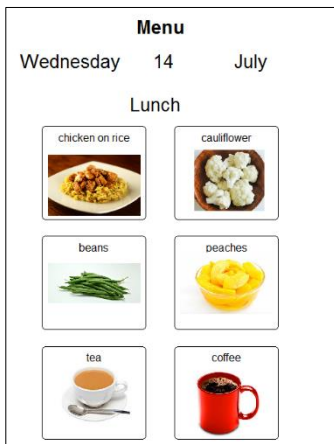 Menu
Wednesday 14 July
Lunch
chicken on rice cauliflower
beans peaches
tea coffee